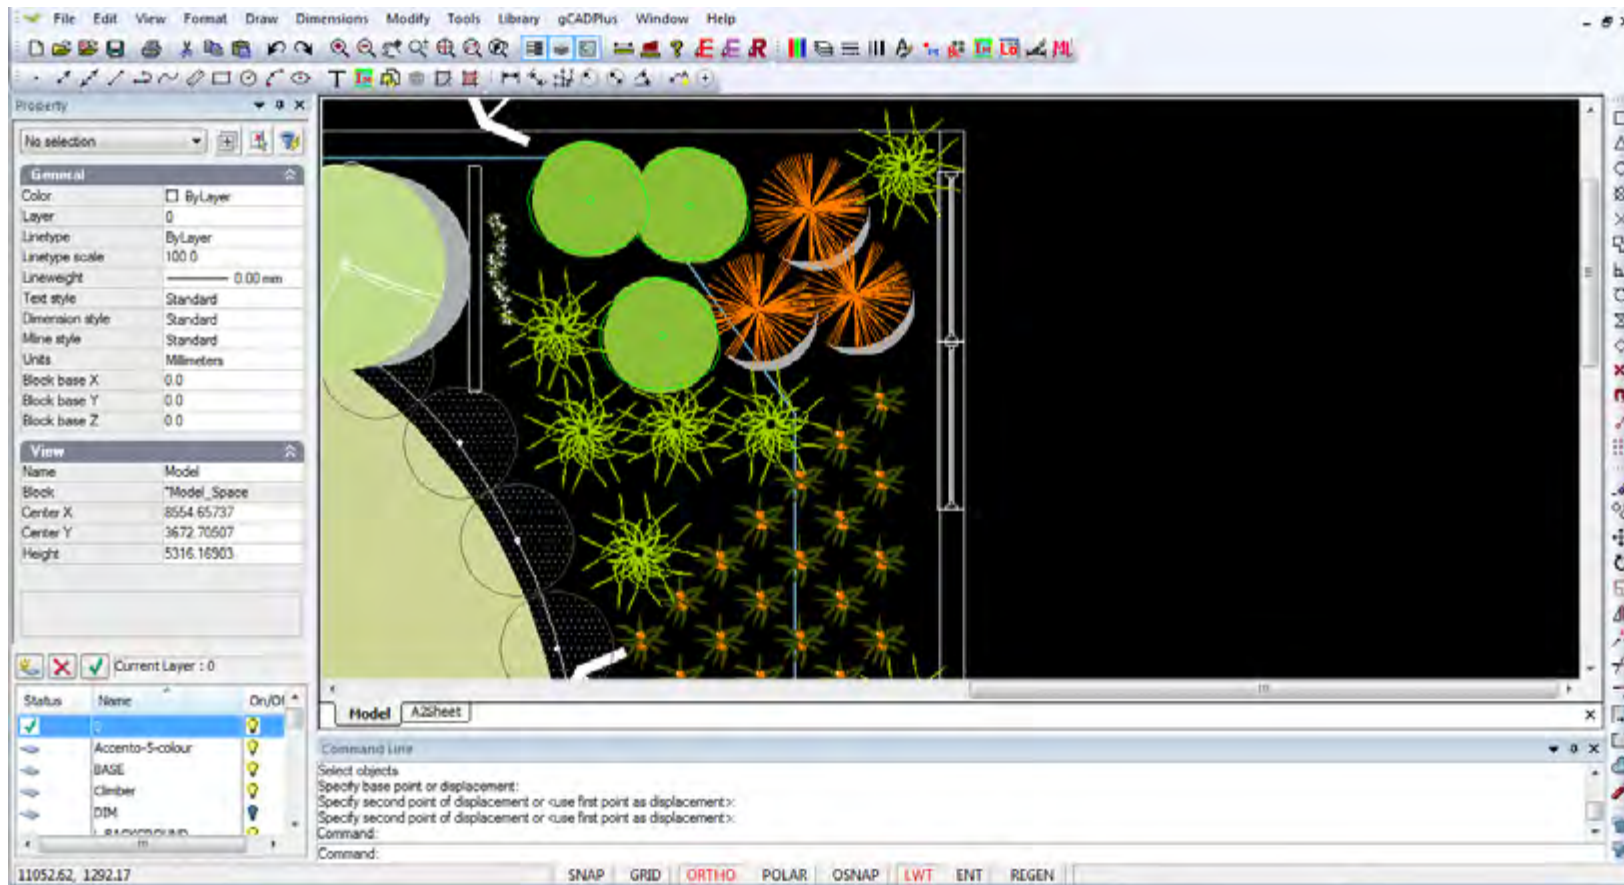 File Edit View Format Draw Dimensions Modify Tools Library gCADPlus Window Help
Property
No selection
General
Color ByLayer
Layer 0
Linetype ByLayer
Linetype scale 100.0
Lineweight 0.00 mm
Text style Standard
Dimension style Standard
Mline style Standard
Units Millimeters
Block base X 0.0
Block base Y 0.0
Block base Z 0.0
View
Name Model
Block *Model_Space
Center X 8554.65737
Center Y 3672.70507
Height 5316.16903
Current Layer : 0
Status Name On/Of
0
Accento-5-colour
BASE
Climber
DIM
L-BACKGROUND
Model A2Sheet
Command Line
Select objects
Specify base point or displacement:
Specify second point of displacement or <use first point as displacement>:
Specify second point of displacement or <use first point as displacement>:
Command:
Command:
11052.62, 1292.17 SNAP GRID ORTHO POLAR OSNAP LWT ENT REGEN